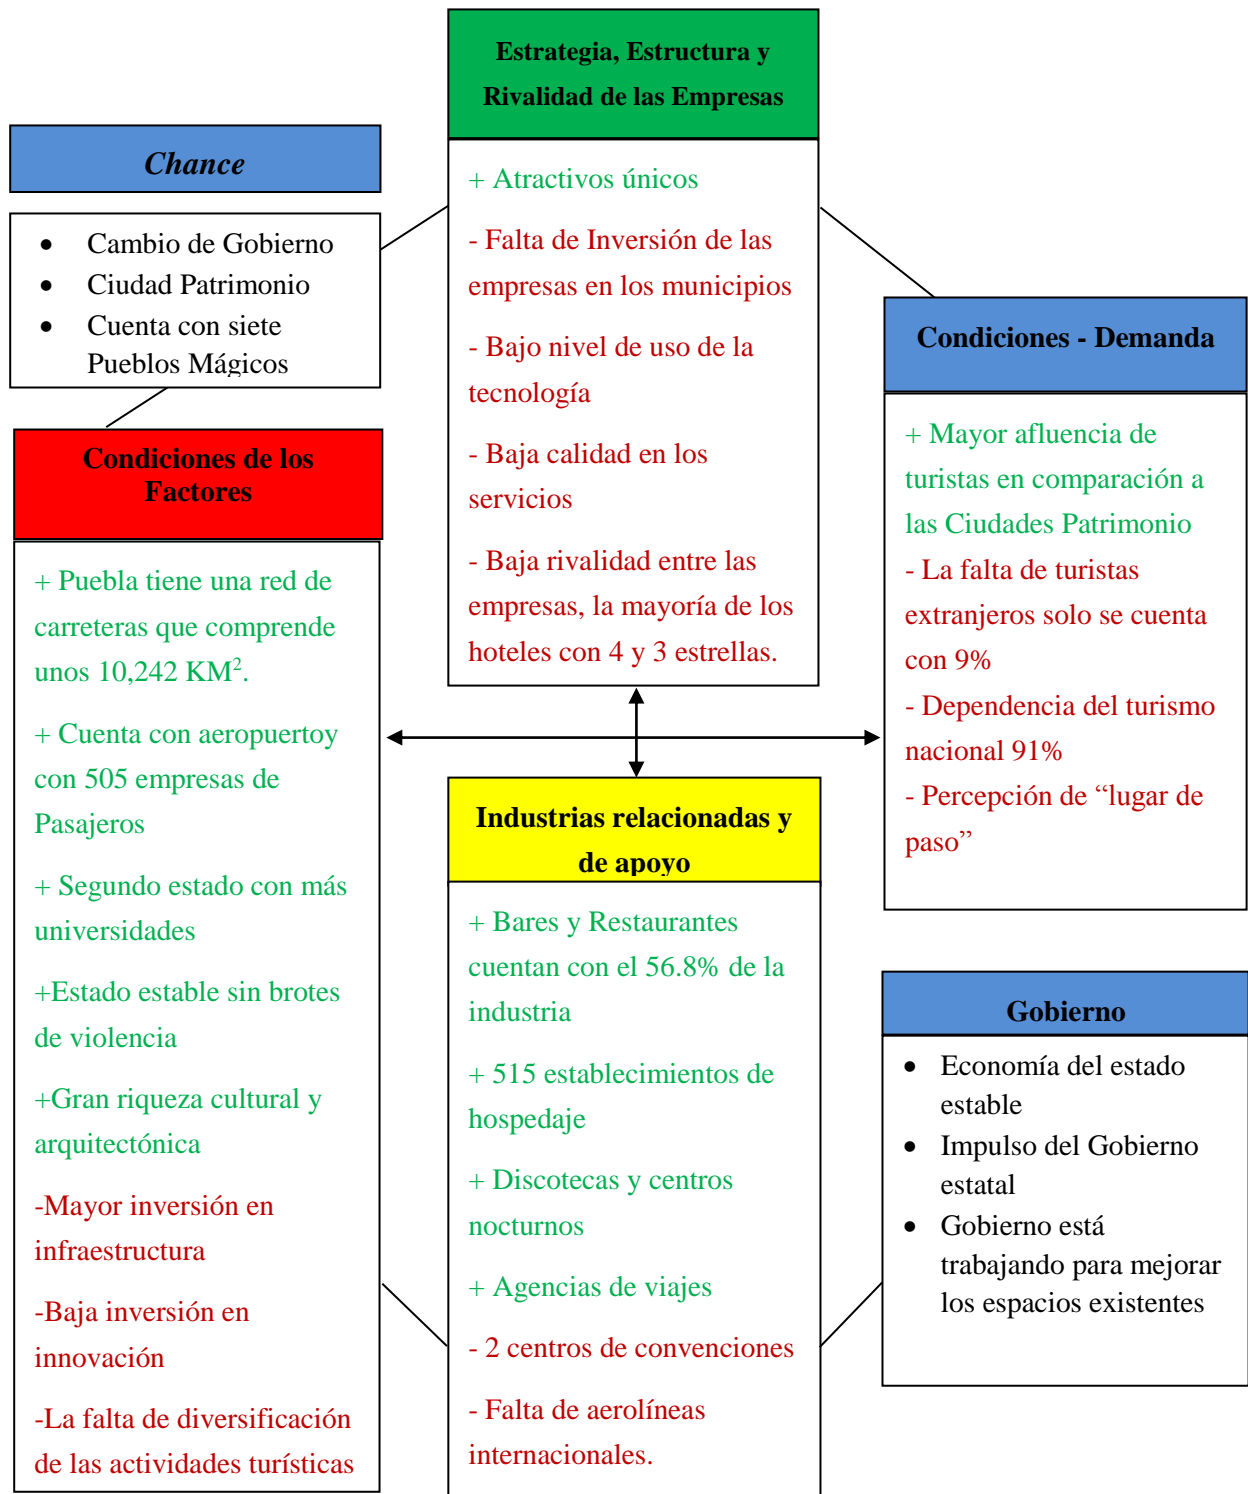 Estrategia, Estructura y
Rivalidad de las Empresas
+ Atractivos únicos
- Falta de Inversión de las
empresas en los municipios
- Bajo nivel de uso de la
tecnología
- Baja calidad en los
servicios
- Baja rivalidad entre las
empresas, la mayoría de los
hoteles con 4 y 3 estrellas.
Chance
• Cambio de Gobierno
• Ciudad Patrimonio
• Cuenta con siete
Pueblos Mágicos
Condiciones - Demanda
+ Mayor afluencia de
turistas en comparación a
las Ciudades Patrimonio
- La falta de turistas
extranjeros solo se cuenta
con 9%
- Dependencia del turismo
nacional 91%
- Percepción de “lugar de
paso”
Condiciones de los
Factores
+ Puebla tiene una red de
carreteras que comprende
unos 10,242 KM².
+ Cuenta con aeropuertoy
con 505 empresas de
Pasajeros
+ Segundo estado con más
universidades
+Estado estable sin brotes
de violencia
+Gran riqueza cultural y
arquitectónica
-Mayor inversión en
infraestructura
-Baja inversión en
innovación
-La falta de diversificación
de las actividades turísticas
Industrias relacionadas y
de apoyo
+ Bares y Restaurantes
cuentan con el 56.8% de la
industria
+ 515 establecimientos de
hospedaje
+ Discotecas y centros
nocturnos
+ Agencias de viajes
- 2 centros de convenciones
- Falta de aerolíneas
internacionales.
Gobierno
• Economía del estado
estable
• Impulso del Gobierno
estatal
• Gobierno está
trabajando para mejorar
los espacios existentes